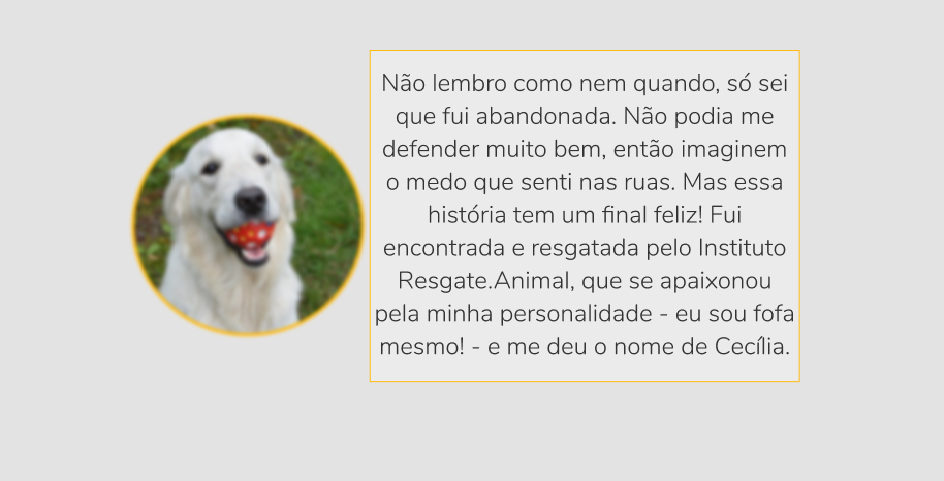 Não lembro como nem quando, só sei
que fui abandonada. Não podia me
defender muito bem, então imaginem
o medo que senti nas ruas. Mas essa
história tem um final feliz! Fui
encontrada e resgatada pelo Instituto
Resgate.Animal, que se apaixonou
pela minha personalidade - eu sou fofa
mesmo! - e me deu o nome de Cecília.